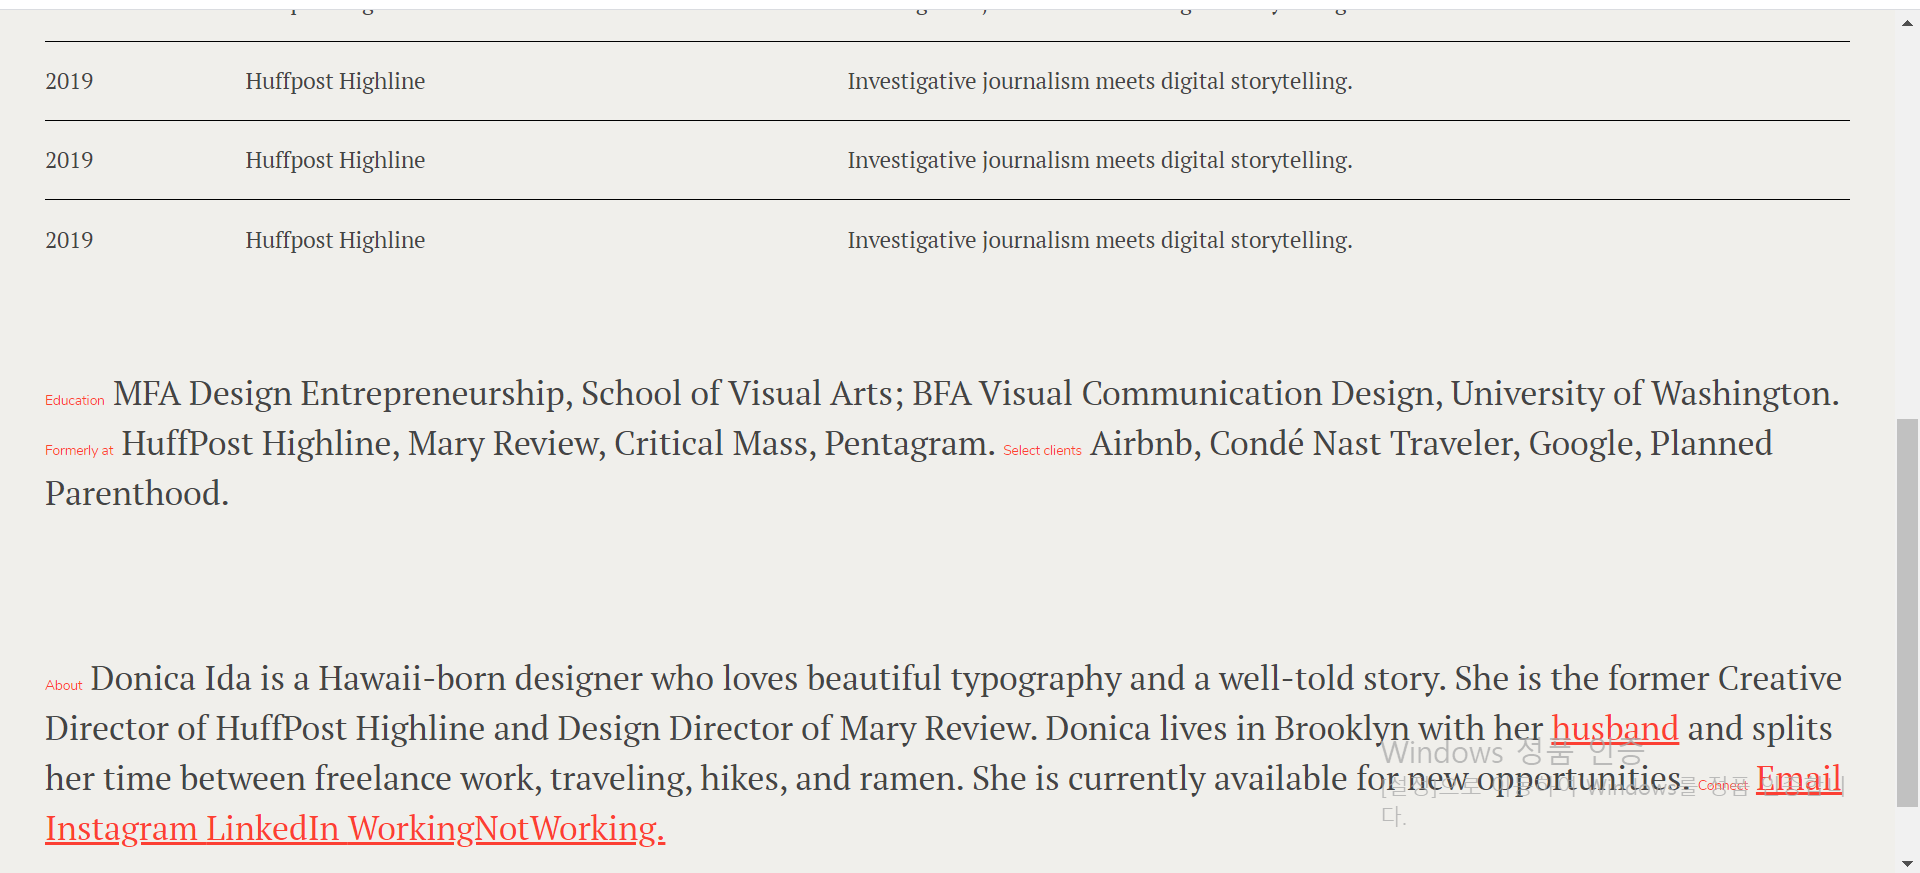 2019 Huffpost Highline Investigative journalism meets digital storytelling.
2019 Huffpost Highline Investigative journalism meets digital storytelling.
2019 Huffpost Highline Investigative journalism meets digital storytelling.
Education MFA Design Entrepreneurship, School of Visual Arts; BFA Visual Communication Design, University of Washington.
Formerly at HuffPost Highline, Mary Review, Critical Mass, Pentagram. Select clients Airbnb, Condé Nast Traveler, Google, Planned
Parenthood.
About Donica Ida is a Hawaii-born designer who loves beautiful typography and a well-told story. She is the former Creative
Director of HuffPost Highline and Design Director of Mary Review. Donica lives in Brooklyn with her husband and splits
her time between freelance work, traveling, hikes, and ramen. She is currently available for new opportunities. Connect Email
Instagram LinkedIn WorkingNotWorking.
Windows 정품 인증
[설정]으로 이동하여 Windows를 정품 인증합니
다.